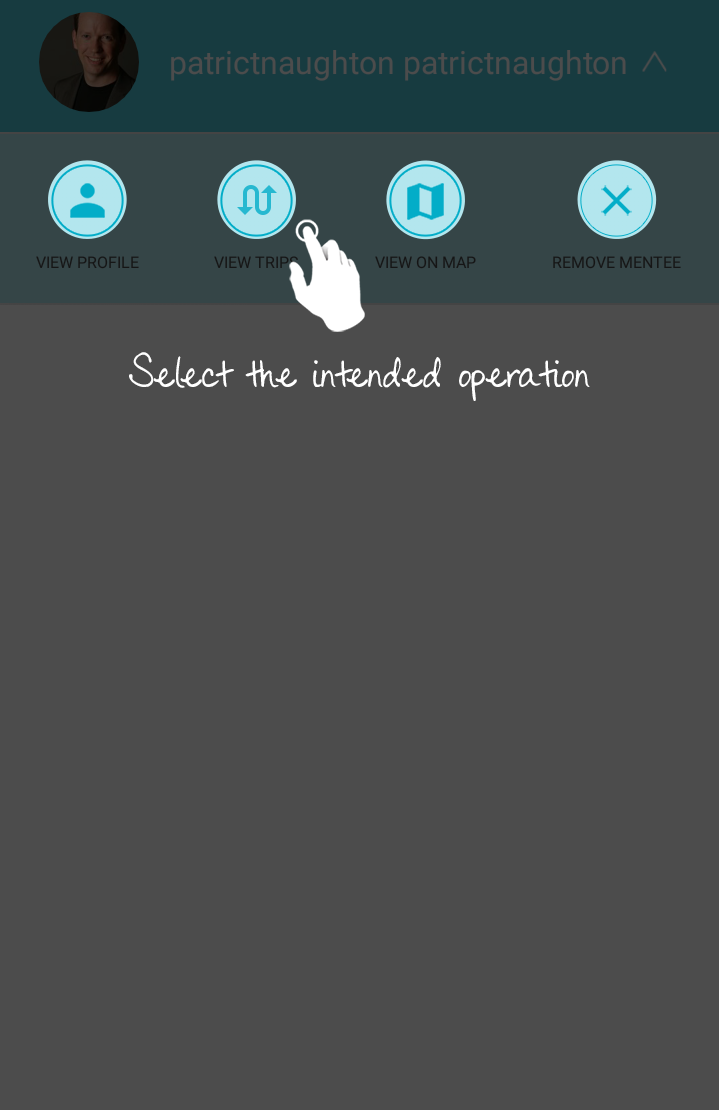 patrictnaughton patrictnaughton
VIEW PROFILE VIEW TRIPS VIEW ON MAP REMOVE MENTEE
Select the intended operation